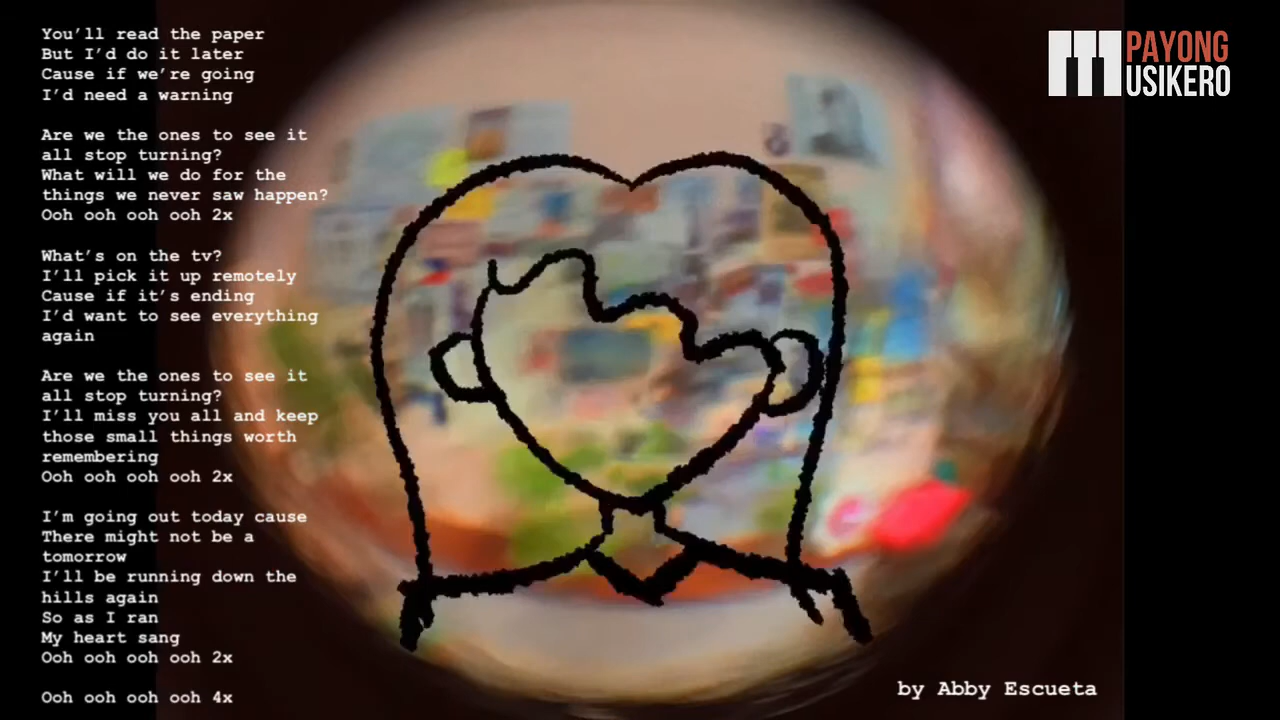 You'll read the paper
But I'd do it later
Cause if we're going
I'd need a warning
Are we the ones to see it
all stop turning?
What will we do for the
things we never saw happen?
Ooh ooh ooh ooh 2x
What's on the tv?
I'll pick it up remotely
Cause if it's ending
I'd want to see everything
again
Are we the ones to see it
all stop turning?
I'll miss you all and keep
those small things worth
remembering
Ooh ooh ooh ooh 2x
I'm going out today cause
There might not be a
tomorrow
I'll be running down the
hills again
So as I ran
My heart sang
Ooh ooh ooh ooh 2x
Ooh ooh ooh ooh 4x
PAYONG
USIKERO
by Abby Escueta